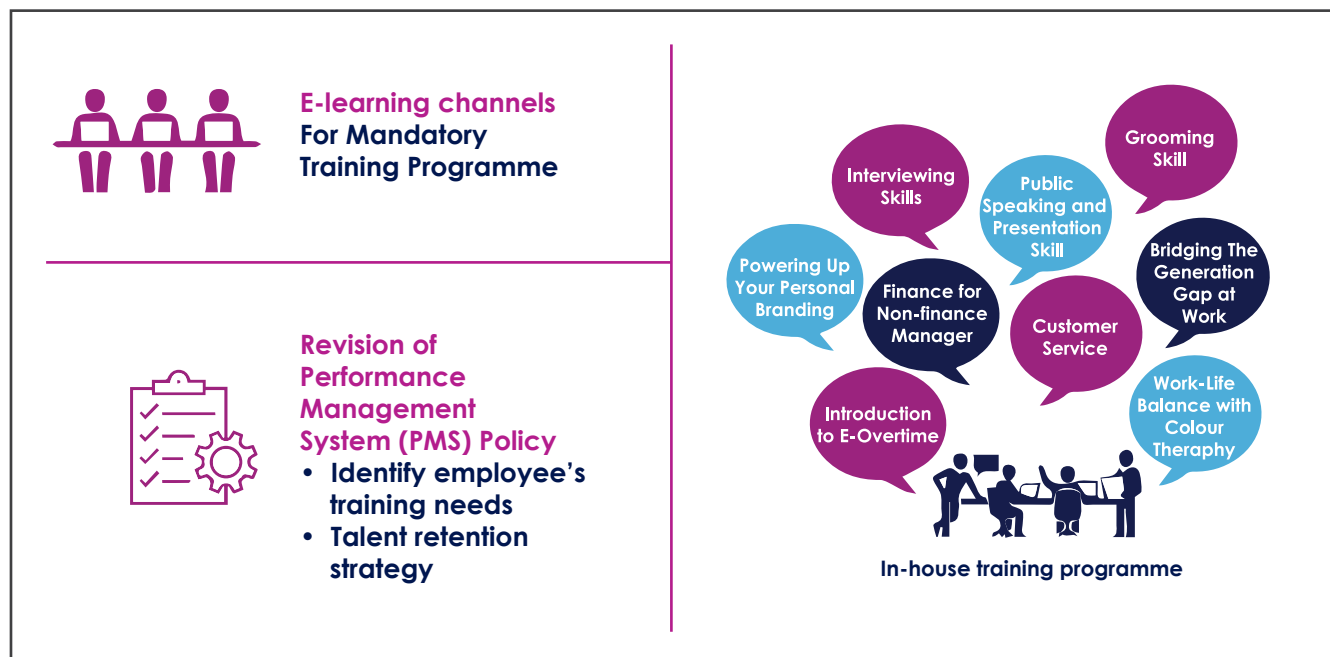 E-learning channels
For Mandatory
Training Programme
Revision of
Performance
Management
System (PMS) Policy
• Identify employee’s
training needs
• Talent retention
strategy
Grooming
Skill
Interviewing
Skills
Public
Speaking and
Presentation
Skill
Bridging The
Generation
Gap at
Work
Powering Up
Your Personal
Branding
Finance for
Non-finance
Manager
Customer
Service
Work-Life
Balance with
Colour
Theraphy
Introduction
to E-Overtime
In-house training programme